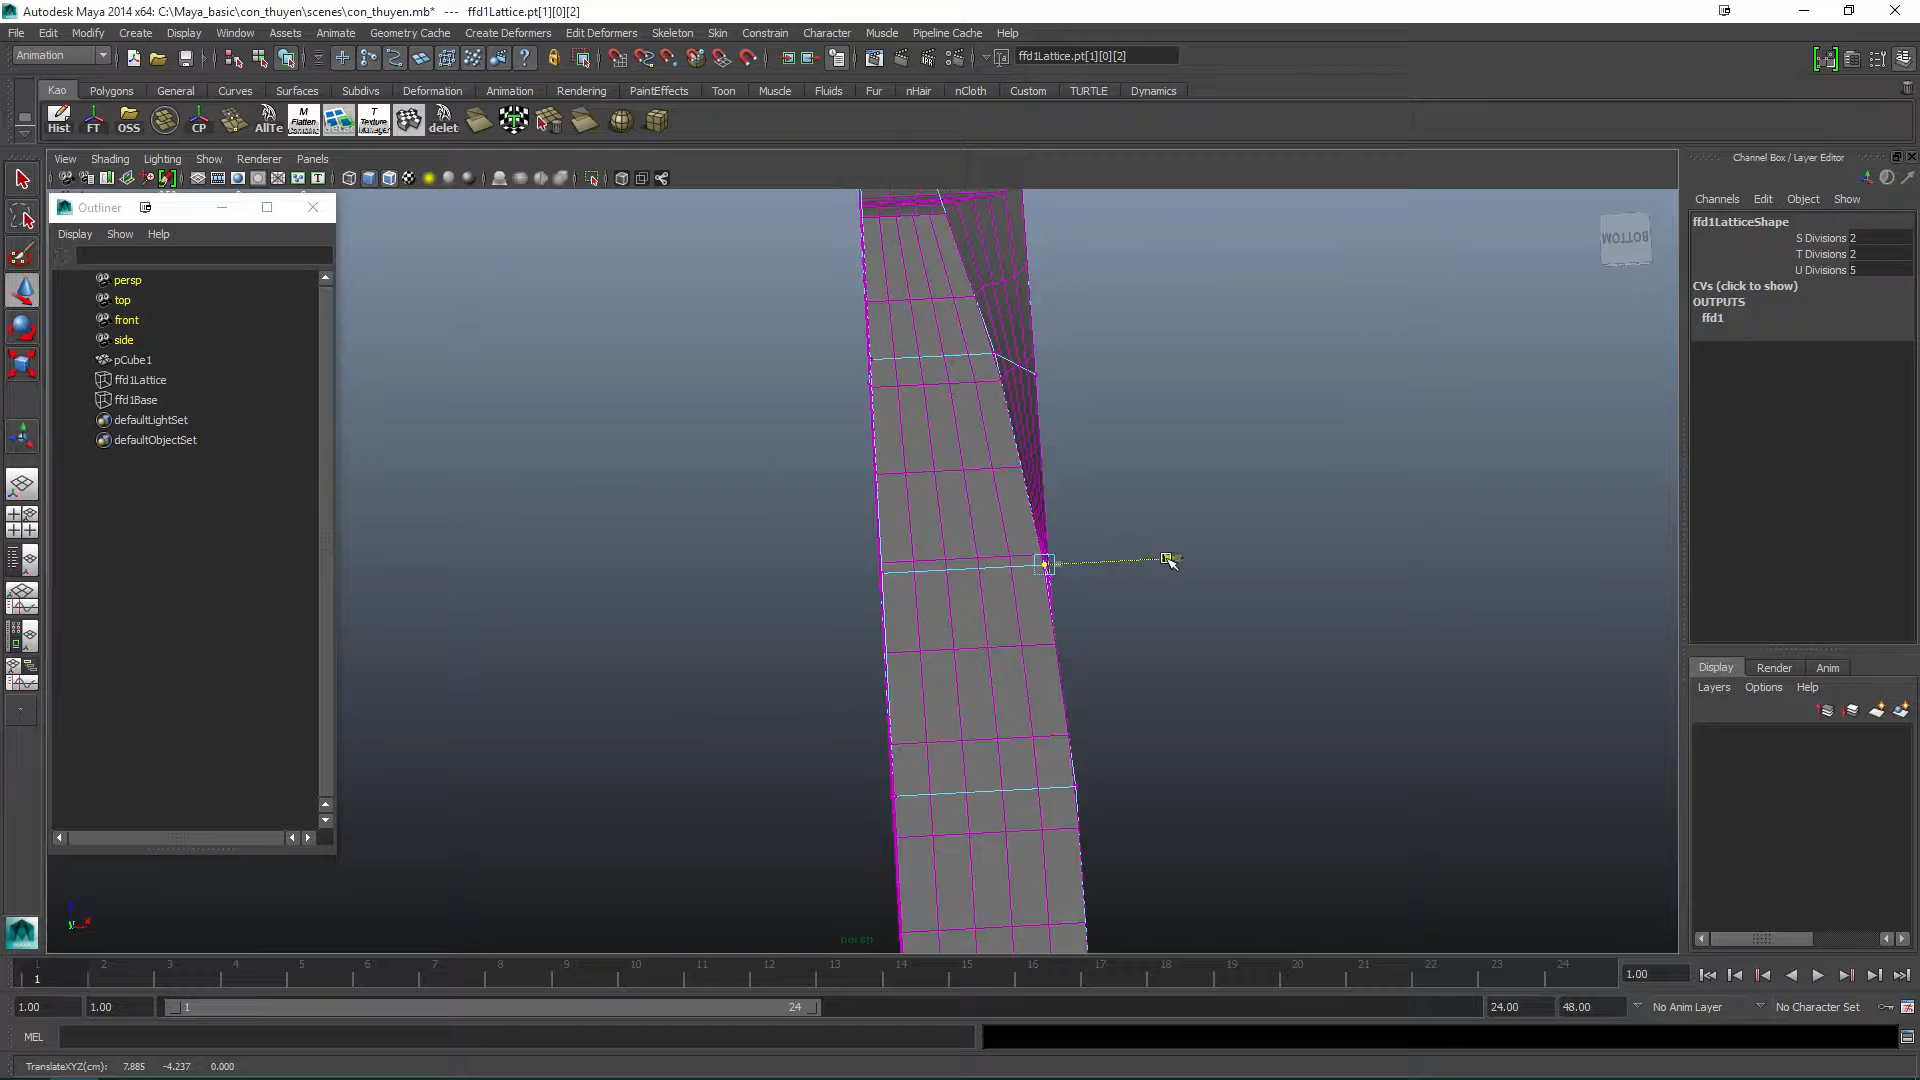 Autodesk Maya 2014 x64: C:\Maya_basic\con_thuyen\scenes\con_thuyen.mb* --- ffd1Lattice.pt[1][0][2]
File Edit Modify Create Display Window Assets Animate Geometry Cache Create Deformers Edit Deformers Skeleton Skin Constrain Character Muscle Pipeline Cache Help
Animation ffd1Lattice.pt[1][0][2]
Kao Polygons General Curves Surfaces Subdivs Deformation Animation Rendering PaintEffects Toon Muscle Fluids Fur nHair nCloth Custom TURTLE Dynamics
Hist FT OSS CP AllTe M Flatten Combine T Texture Manager delet
View Shading Lighting Show Renderer Panels
Channel Box / Layer Editor
Outliner
Channels Edit Object Show
Display Show Help
ffd1LatticeShape
S Divisions 2
T Divisions 2
U Divisions 5
CVs (click to show)
OUTPUTS
ffd1
BOTTOM
persp
top
front
side
pCube1
ffd1Lattice
ffd1Base
defaultLightSet
defaultObjectSet
Display Render Anim
Layers Options Help
z
y x
persp
1 2 3 4 5 6 7 8 9 10 11 12 13 14 15 16 17 18 19 20 21 22 23 24
1 1.00
1.00 1.00 1 24 24.00 48.00 No Anim Layer No Character Set
MEL
TranslateXYZ(cm): 7.885 -4.237 0.000